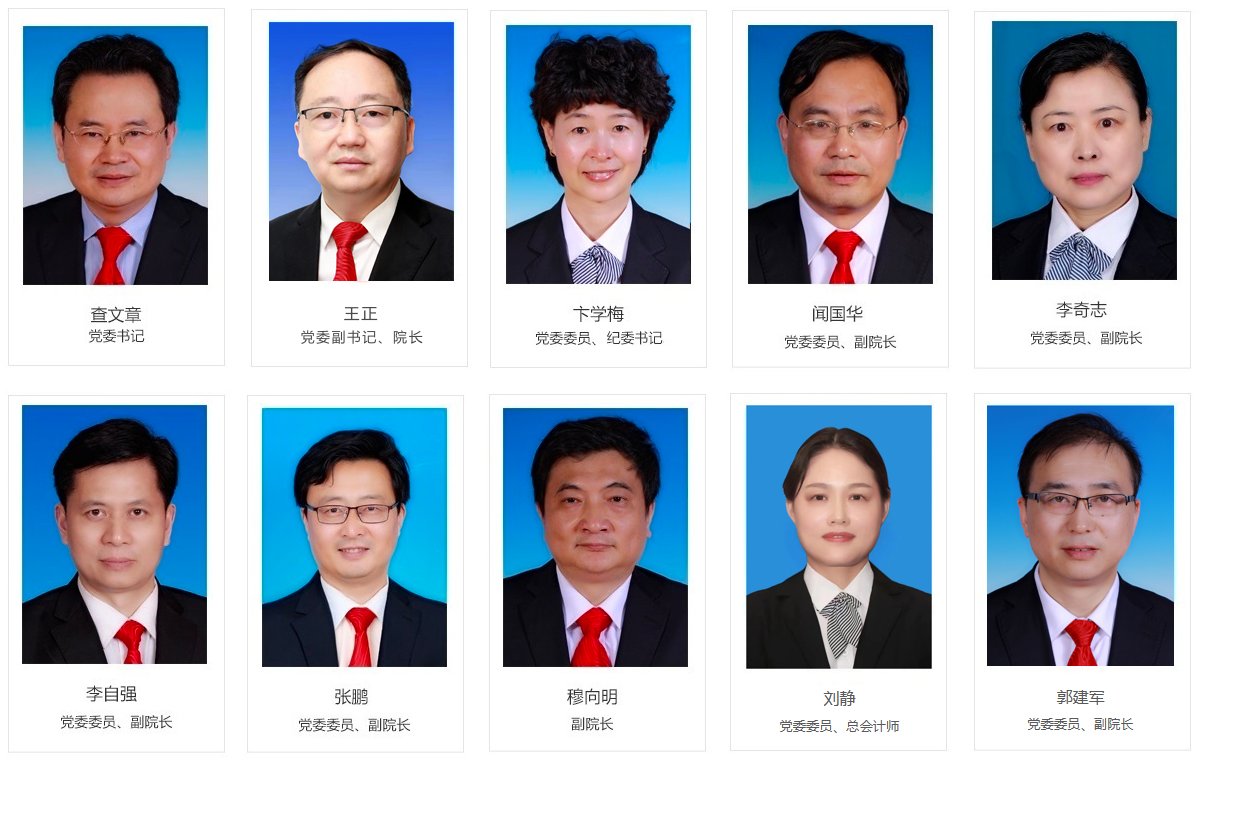 查文章
党委书记
王正
党委副书记、院长
卞学梅
党委委员、纪委书记
闻国华
党委委员、副院长
李奇志
党委委员、副院长
李自强
党委委员、副院长
张鹏
党委委员、副院长
穆向明
副院长
刘静
党委委员、总会计师
郭建军
党委委员、副院长